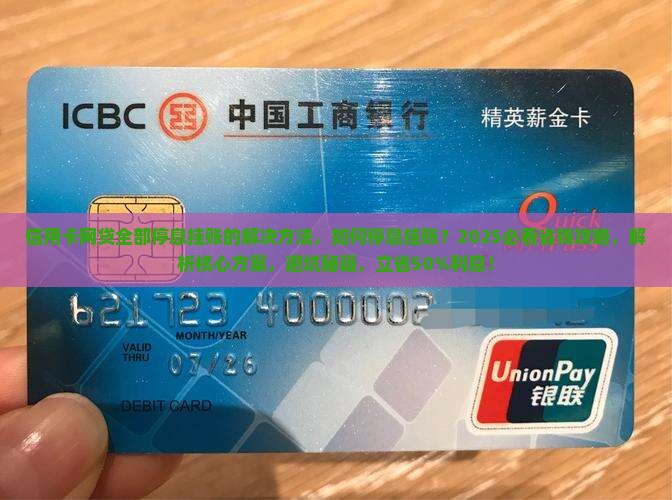 ICBC 中国工商银行 精英薪金卡
Quick
Pass
信用卡网贷全部停息挂账的解决方法，如何停息挂账？2025必看省钱攻略，解
析核心方案、避坑秘籍，立省50%利息！
MONTH/YEAR
VALID
THRU
07/26
DEBIT CARD
UnionPay
银联